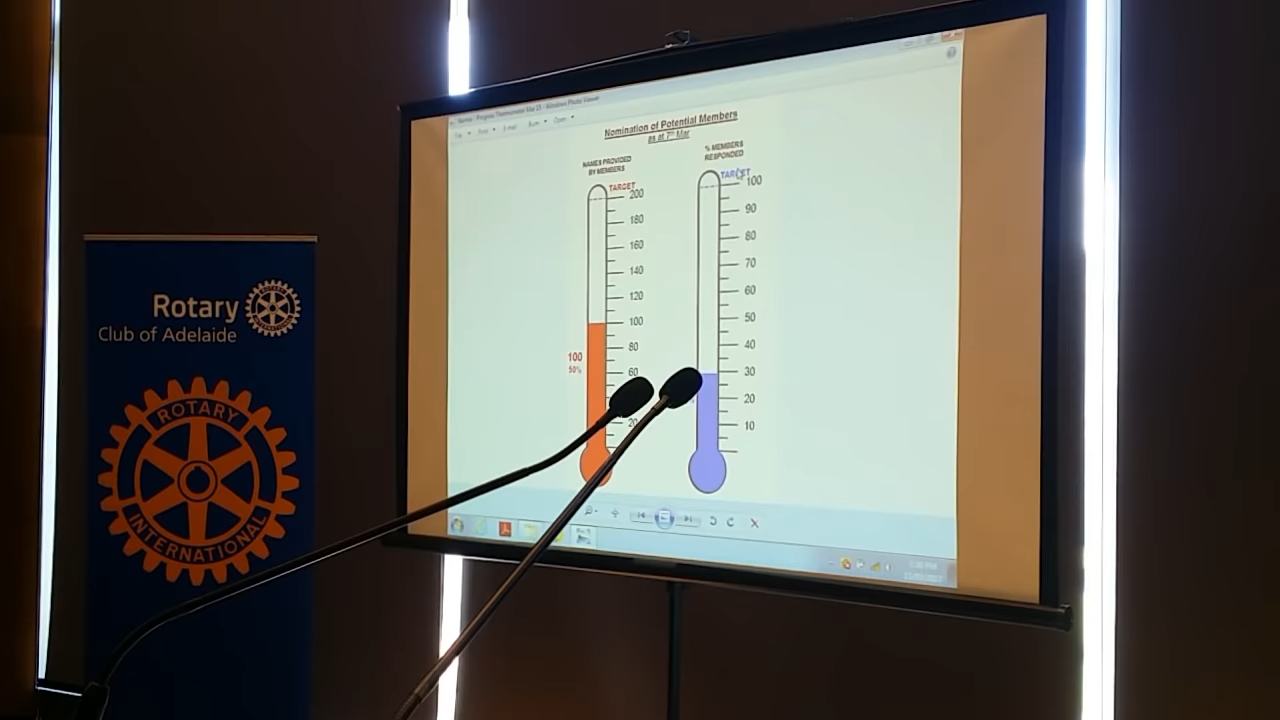 Rotary
Club of Adelaide
ROTARY
INTERNATIONAL
Nomination of Potential Members
as at 7th Mar
NAMES PROVIDED
BY MEMBERS
TARGET
200
180
160
140
120
100
80
60
20
100
50%
% MEMBERS
RESPONDED
TARGET
100
90
80
70
60
50
40
30
20
10